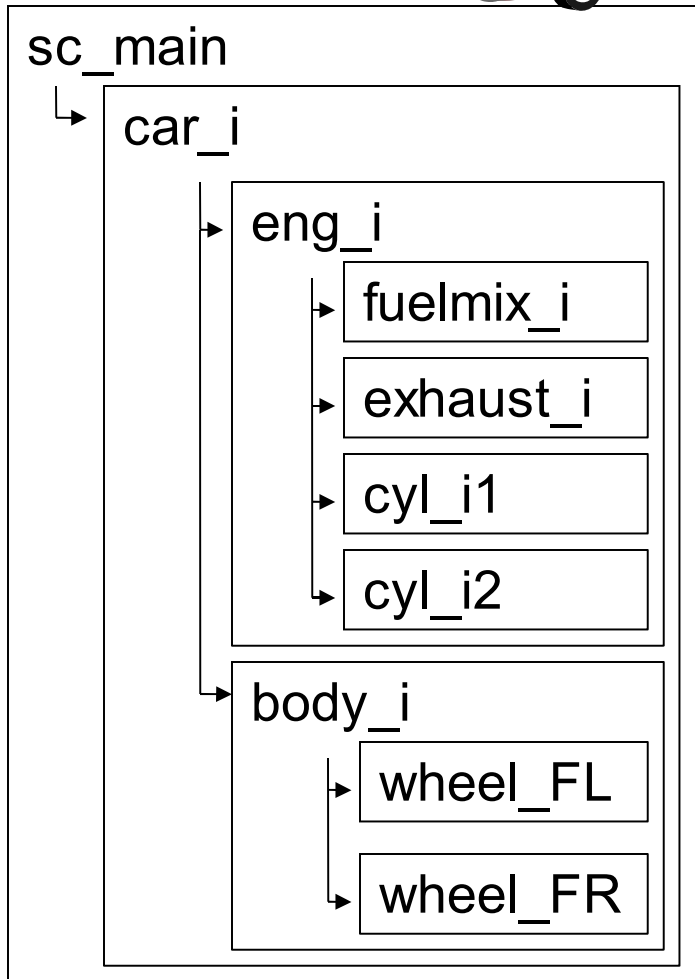 sc_main
car_i
eng_i
fuelmix_i
exhaust_i
cyl_i1
cyl_i2
body_i
wheel_FL
wheel_FR